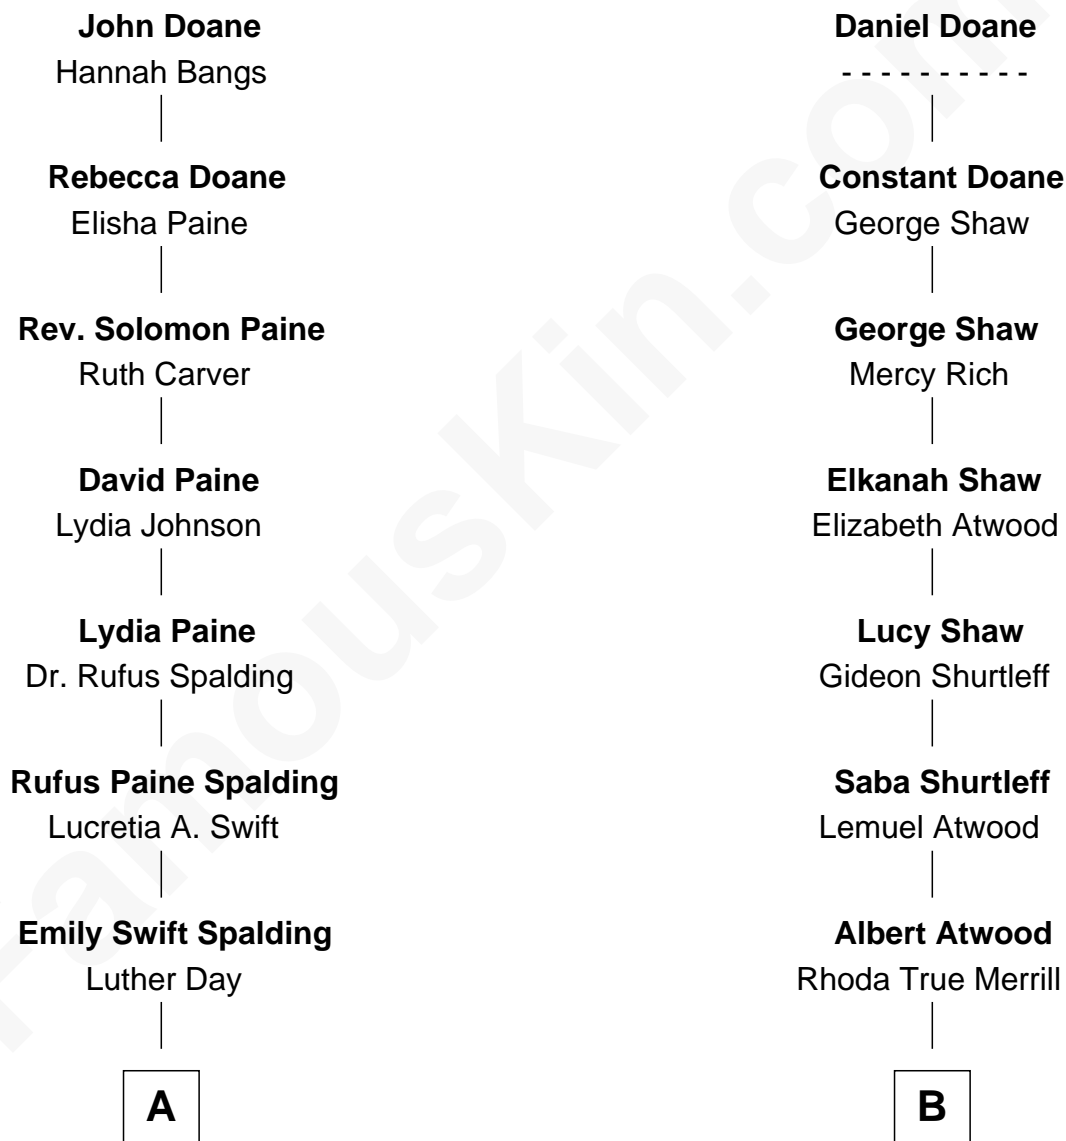 John Doane
Hannah Bangs
Rebecca Doane
Elisha Paine
Rev. Solomon Paine
Ruth Carver
David Paine
Lydia Johnson
Lydia Paine
Dr. Rufus Spalding
Rufus Paine Spalding
Lucretia A. Swift
Emily Swift Spalding
Luther Day
A
Daniel Doane
- - - - - - - - - -
Constant Doane
George Shaw
George Shaw
Mercy Rich
Elkanah Shaw
Elizabeth Atwood
Lucy Shaw
Gideon Shurtleff
Saba Shurtleff
Lemuel Atwood
Albert Atwood
Rhoda True Merrill
B
FamousKin.com